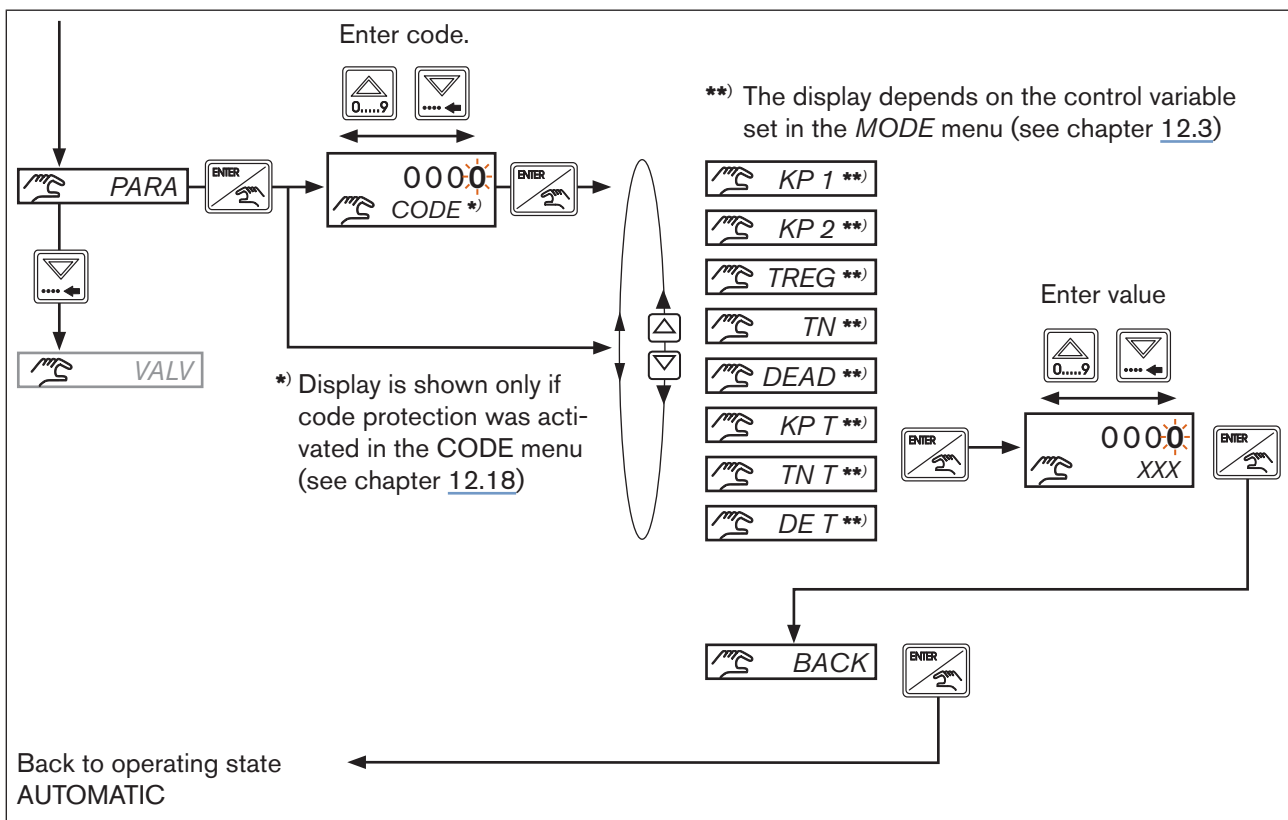 Enter code.
0.....9
....
**) The display depends on the control variable
set in the MODE menu (see chapter 12.3)
PARA
ENTER
0000
CODE *)
ENTER
KP 1 **)
KP 2 **)
TREG **)
TN **)
DEAD **)
KP T **)
TN T **)
DE T **)
....
VALV
*) Display is shown only if
code protection was acti-
vated in the CODE menu
(see chapter 12.18)
Enter value
0.....9
....
ENTER
0000
XXX
ENTER
BACK
ENTER
Back to operating state
AUTOMATIC